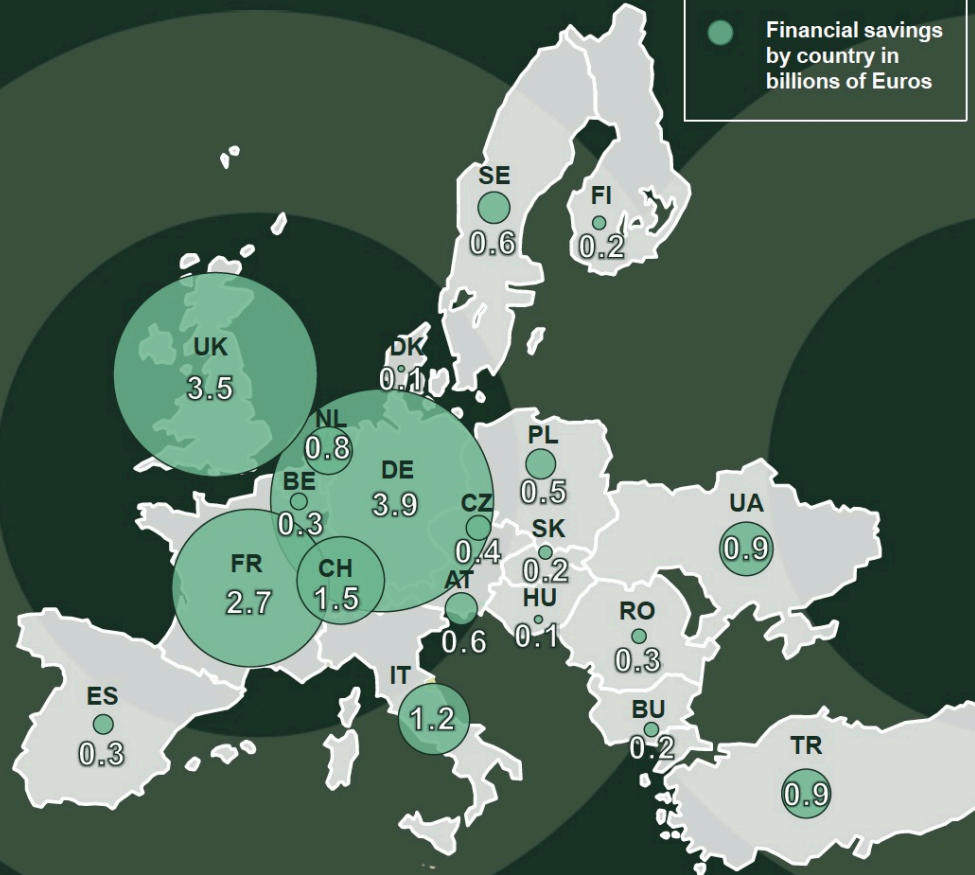 Financial savings
by country in
billions of Euros
SE
0.6
FI
0.2
UK
3.5
DK
0.1
NL
0.8
DE
3.9
BE
0.3
CZ
0.4
PL
0.5
SK
0.2
UA
0.9
FR
2.7
CH
1.5
AT
0.6
HU
0.1
RO
0.3
IT
1.2
ES
0.3
BU
0.2
TR
0.9